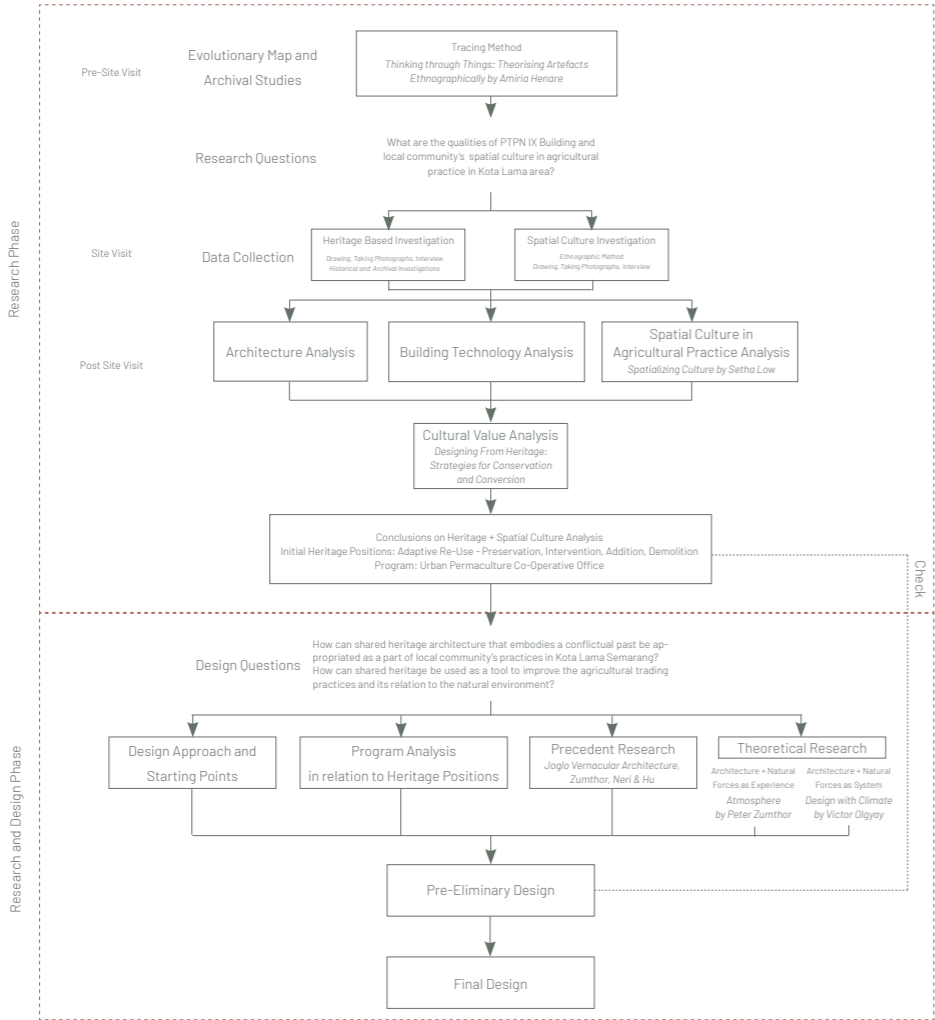 Research Phase
Pre-Site Visit
Evolutionary Map and
Archival Studies
Tracing Method
Thinking through Things: Theorising Artefacts
Ethnographically by Amiria Henare
Research Questions
What are the qualities of PTPN IX Building and
local community's spatial culture in agricultural
practice in Kota Lama area?
Site Visit
Data Collection
Heritage Based Investigation
Drawing, Taking Photographs, Interview
Historical and Archival Investigations
Spatial Culture Investigation
Ethnographic Method
Drawing, Taking Photographs, Interview
Post Site Visit
Architecture Analysis
Building Technology Analysis
Spatial Culture in
Agricultural Practice Analysis
Spatializing Culture by Setha Low
Cultural Value Analysis
Designing From Heritage:
Strategies for Conservation
and Conversion
Conclusions on Heritage + Spatial Culture Analysis
Initial Heritage Positions: Adaptive Re-Use - Preservation, Intervention, Addition, Demolition
Program: Urban Permaculture Co-Operative Office
Check
Research and Design Phase
Design Questions
How can shared heritage architecture that embodies a conflictual past be ap-
propriated as a part of local community's practices in Kota Lama Semarang?
How can shared heritage be used as a tool to improve the agricultural trading
practices and its relation to the natural environment?
Design Approach and
Starting Points
Program Analysis
in relation to Heritage Positions
Precedent Research
Joglo Vernacular Architecture,
Zumthor, Neri & Hu
Theoretical Research
Architecture + Natural
Forces as Experience
Atmosphere
by Peter Zumthor
Architecture + Natural
Forces as System
Design with Climate
by Victor Olgyay
Pre-Eliminary Design
Final Design